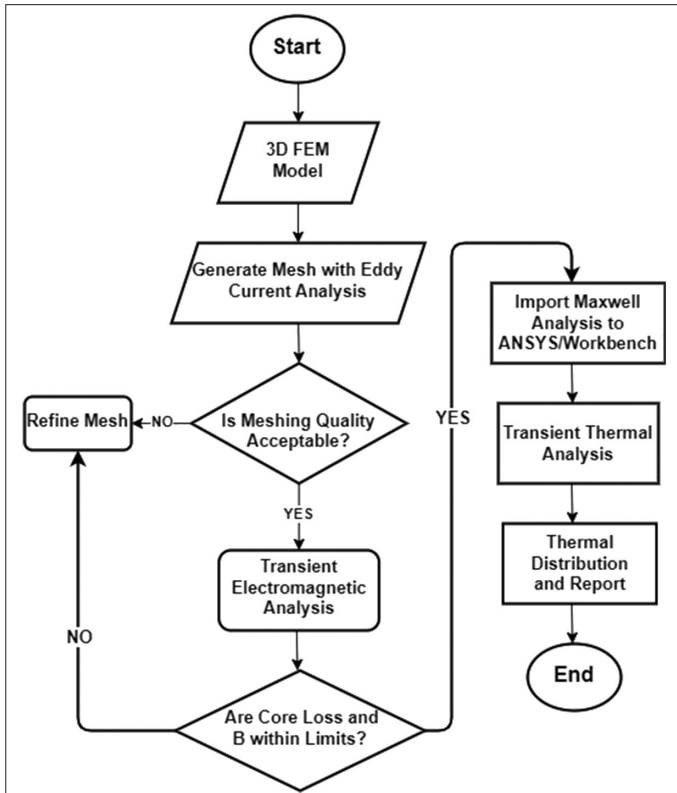 Start
3D FEM
Model
Generate Mesh with Eddy
Current Analysis
Is Meshing Quality
Acceptable?
NO
Refine Mesh
YES
Transient
Electromagnetic
Analysis
Are Core Loss and
B within Limits?
NO
YES
Import Maxwell
Analysis to
ANSYS/Workbench
Transient Thermal
Analysis
Thermal
Distribution
and Report
End